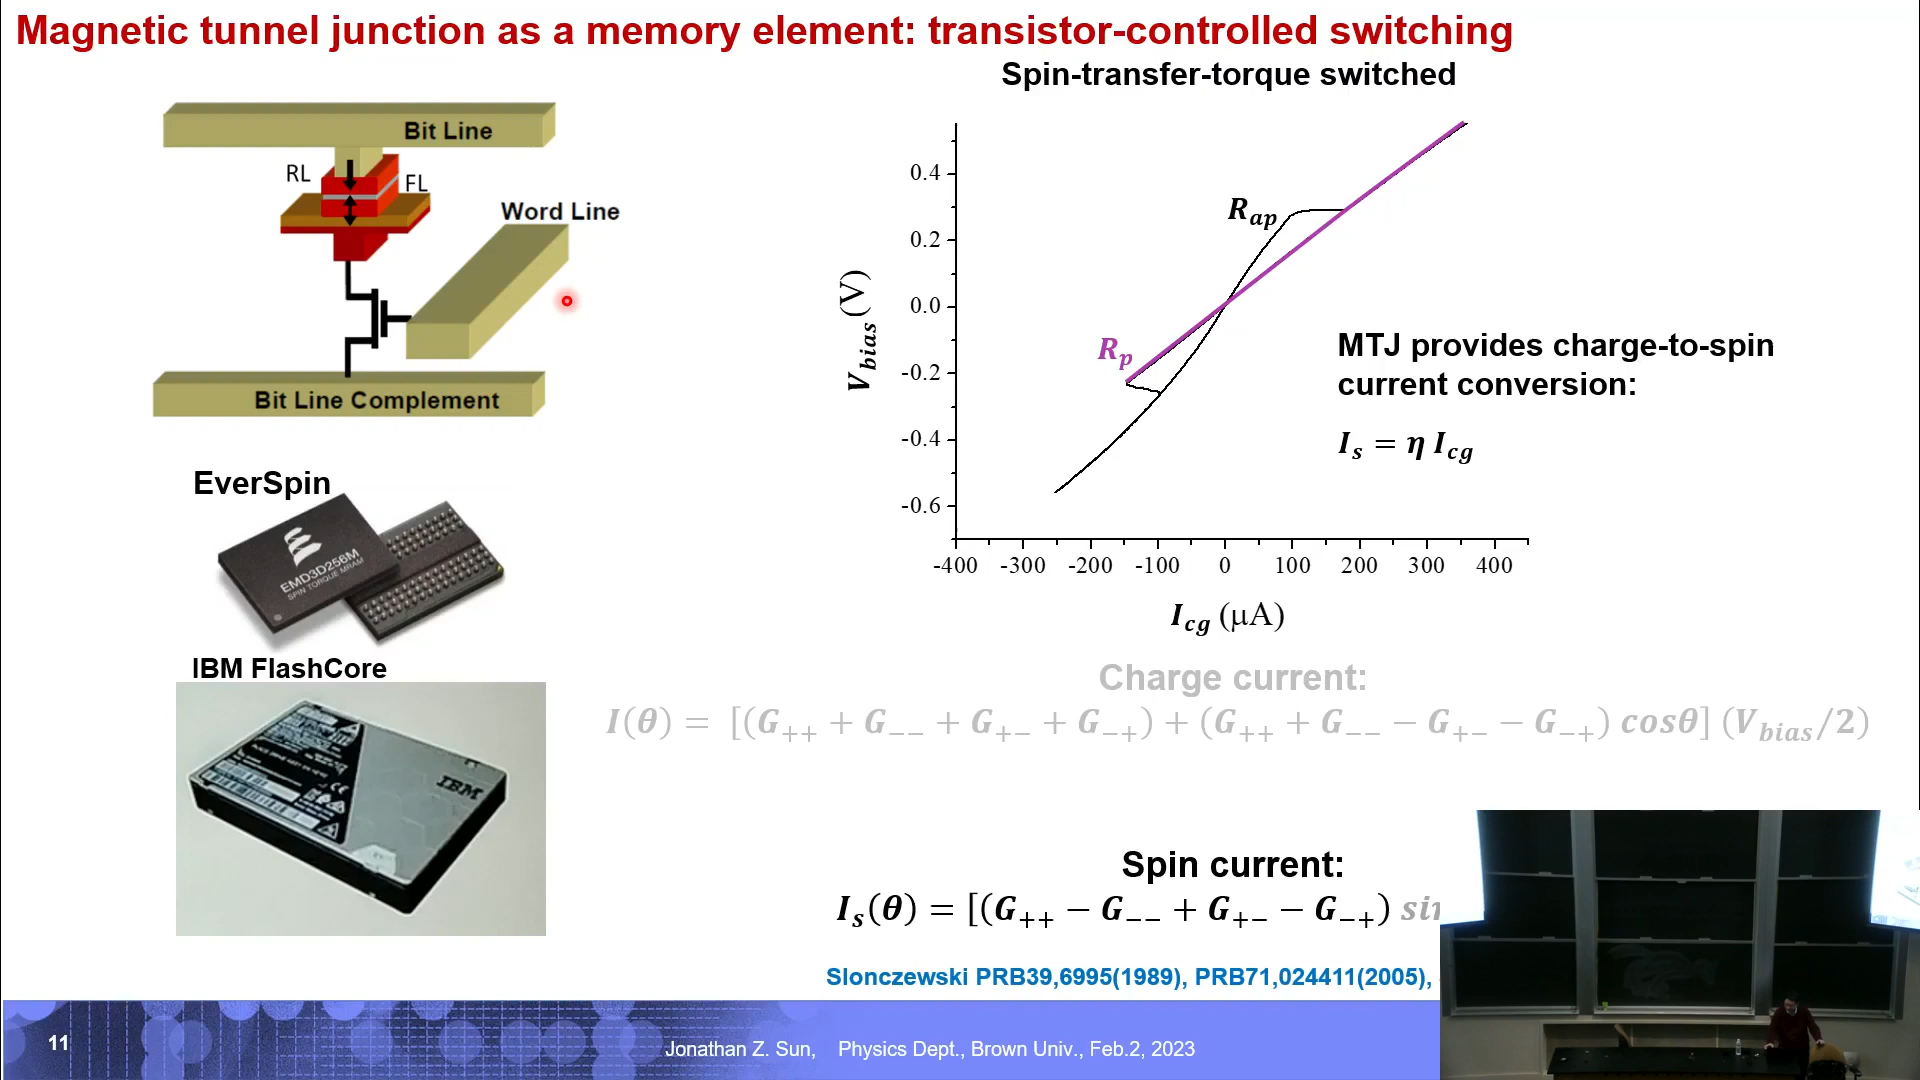 Magnetic tunnel junction as a memory element: transistor-controlled switching
Spin-transfer-torque switched
Bit Line
RL
FL
Word Line
Bit Line Complement
EverSpin
EMD3D256M
SPIN TORQUE MRAM
IBM FlashCore
IBM
V_bias (V)
0.4
0.2
0.0
-0.2
-0.4
-0.6
R_ap
R_p
-400 -300 -200 -100 0 100 200 300 400
I_cg (μA)
MTJ provides charge-to-spin
current conversion:
I_s = η I_cg
Charge current:
I(θ) = [(G_++ + G_-- + G_+- + G_-+) + (G_++ + G_-- − G_+- − G_-+) cosθ] (V_bias/2)
Spin current:
I_s(θ) = [(G_++ − G_-- + G_+- − G_-+)
Slonczewski PRB39,6995(1989), PRB71,024411(2005),
11
Jonathan Z. Sun, Physics Dept., Brown Univ., Feb.2, 2023